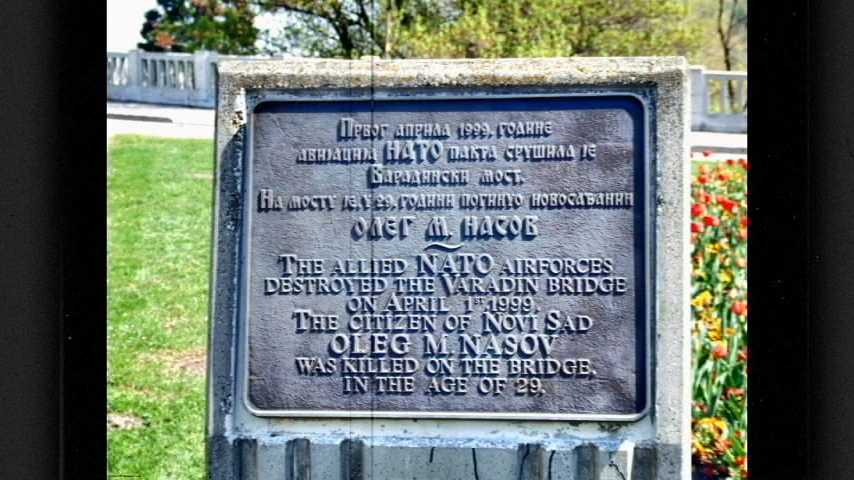 Првог априла 1999. године
авијација НАТО пакта срушила је
Варадински мост.
На мосту је, у 29. години погинуо новосађанин
ОЛЕГ М. НАСОВ
THE ALLIED NATO AIRFORCES
DESTROYED THE VARADIN BRIDGE
ON APRIL 1ST, 1999.
THE CITIZEN OF NOVI SAD
OLEG M. NASOV
WAS KILLED ON THE BRIDGE,
IN THE AGE OF 29.